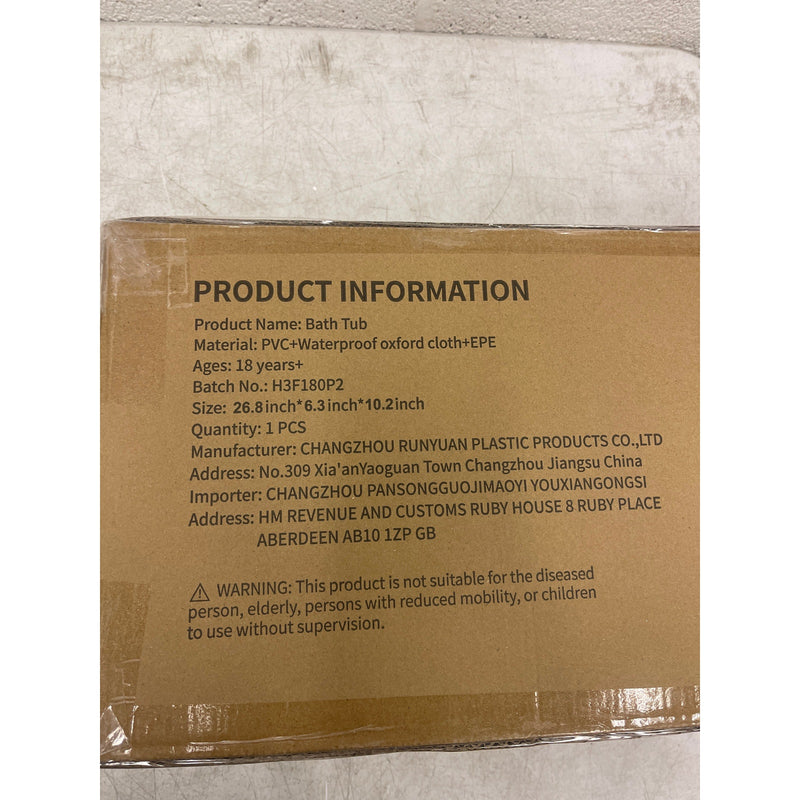 PRODUCT INFORMATION
Product Name: Bath Tub
Material: PVC+Waterproof oxford cloth+EPE
Ages: 18 years+
Batch No.: H3F180P2
Size: 26.8inch*6.3inch*10.2inch
Quantity: 1 PCS
Manufacturer: CHANGZHOU RUNYUAN PLASTIC PRODUCTS CO.,LTD
Address: No.309 Xia'anYaoguan Town Changzhou Jiangsu China
Importer: CHANGZHOU PANSONGGUOJIMAOYI YOUXIANGONGSI
Address: HM REVENUE AND CUSTOMS RUBY HOUSE 8 RUBY PLACE
ABERDEEN AB10 1ZP GB
⚠ WARNING: This product is not suitable for the diseased
person, elderly, persons with reduced mobility, or children
to use without supervision.